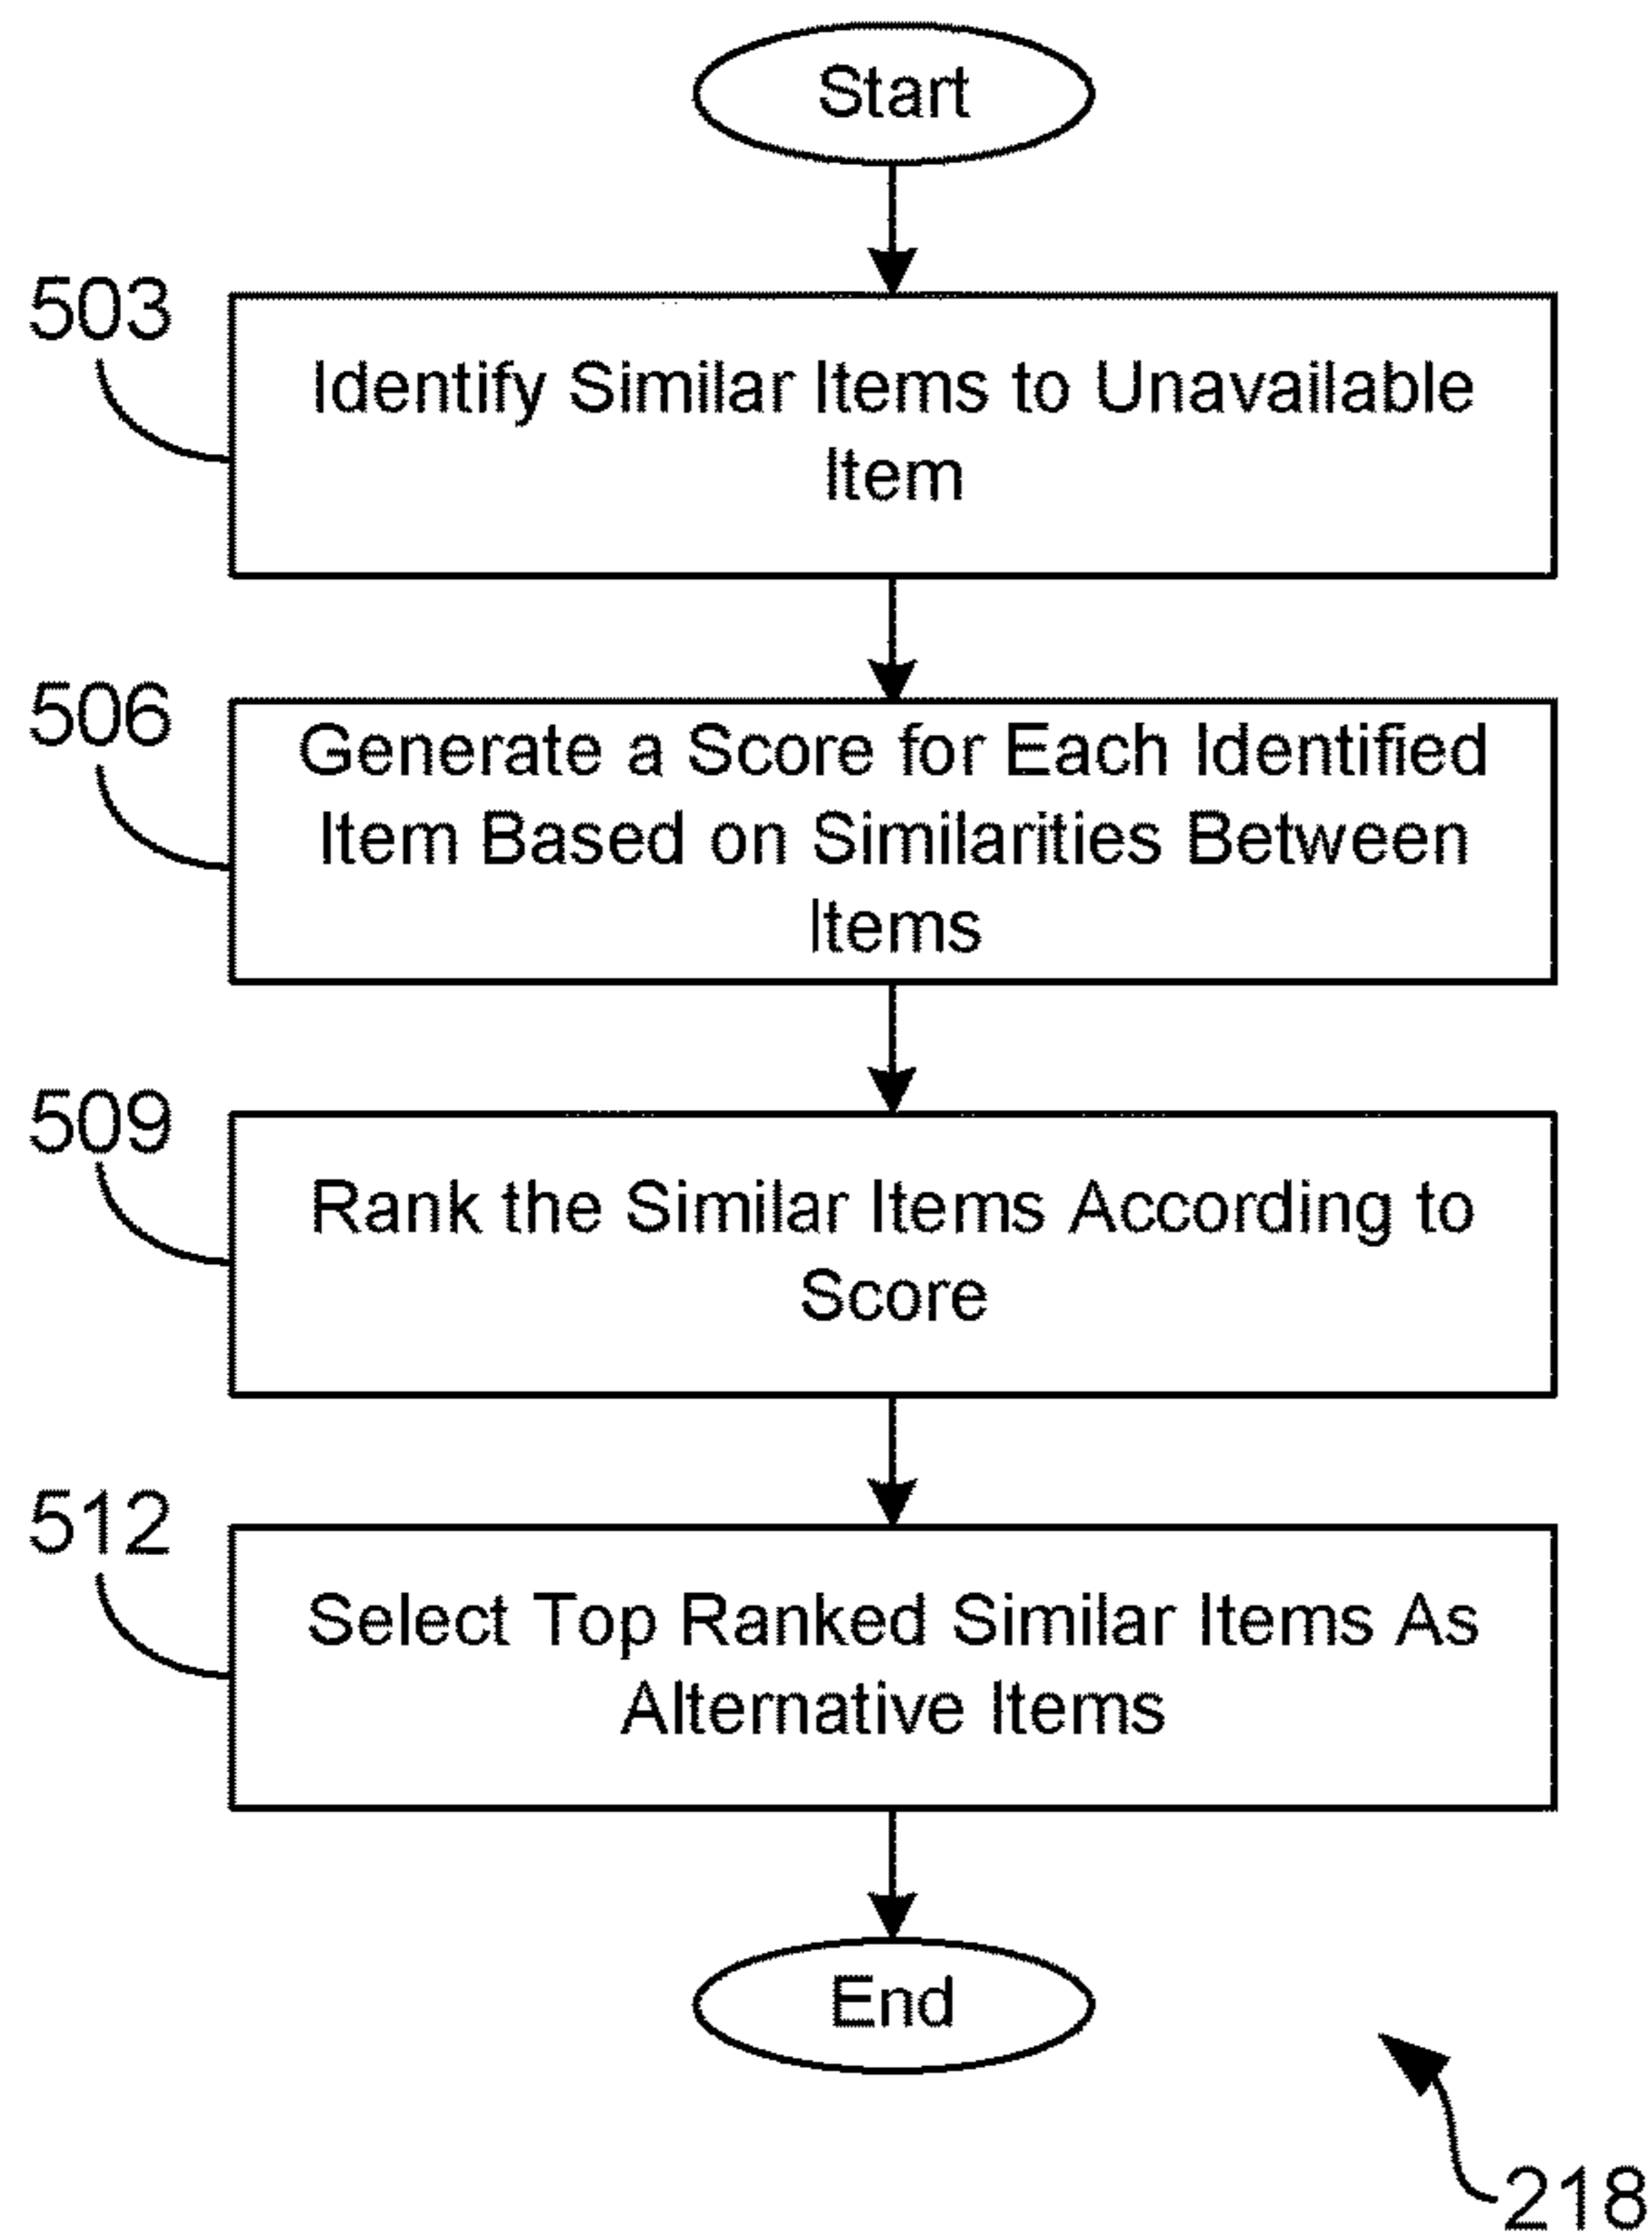 Start
503
Identify Similar Items to Unavailable
Item
506
Generate a Score for Each Identified
Item Based on Similarities Between
Items
509
Rank the Similar Items According to
Score
512
Select Top Ranked Similar Items As
Alternative Items
End
218